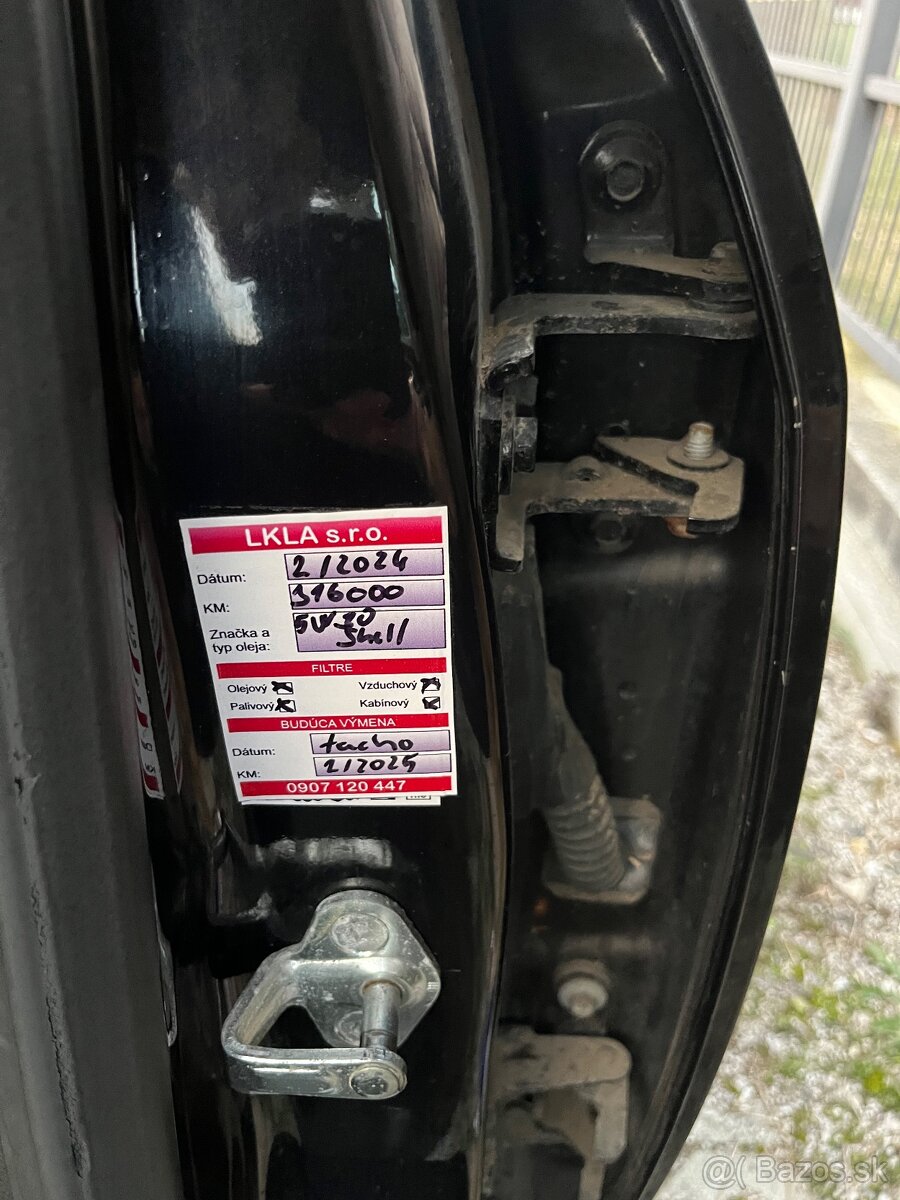 LKLA s.r.o.
Dátum: 2/2024
KM: 316000
Značka a typ oleja: 5W30 Shell
FILTRE
Olejový Vzduchový
Palivový Kabínový
BUDÚCA VÝMENA
Dátum: tacho
KM: 2/2025
0907 120 447
@( Bazos.sk